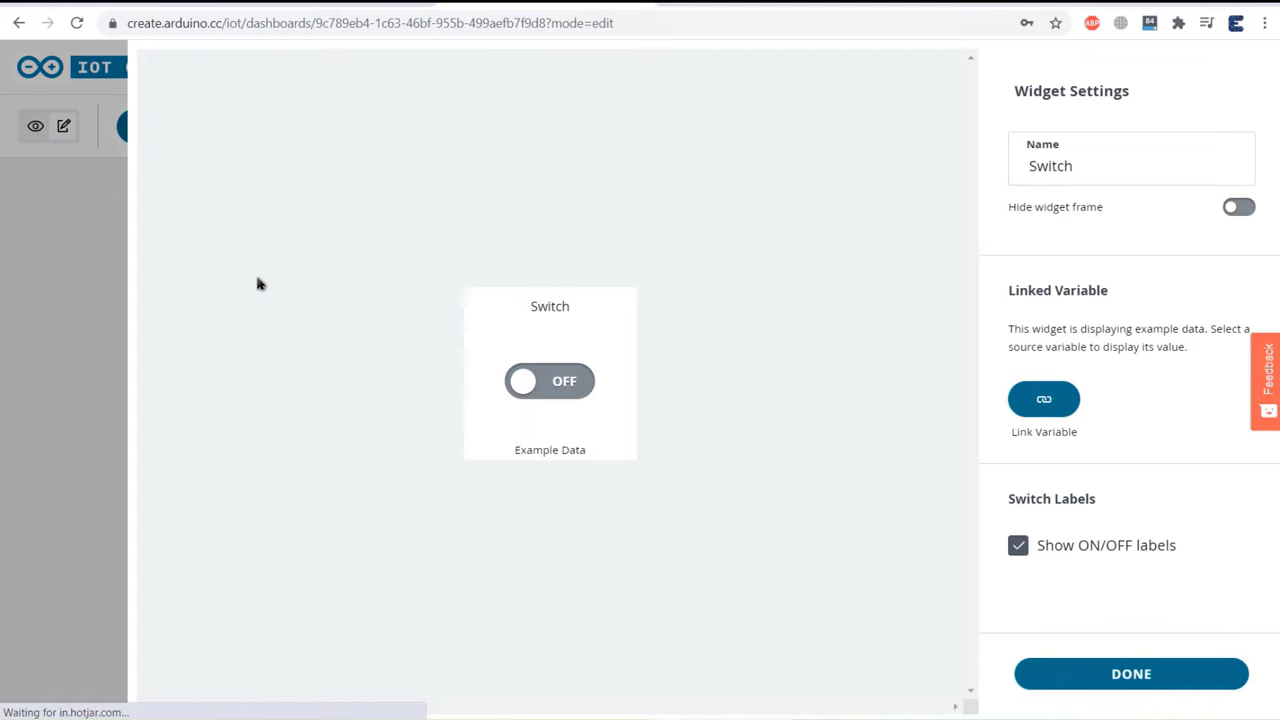 create.arduino.cc/iot/dashboards/9c789eb4-1c63-46bf-955b-499aefb7f9d8?mode=edit
ABP
84
IOT
Widget Settings
Name
Switch
Hide widget frame
Switch
OFF
Example Data
Linked Variable
This widget is displaying example data. Select a
source variable to display its value.
Link Variable
Feedback
Switch Labels
Show ON/OFF labels
DONE
Waiting for in.hotjar.com...